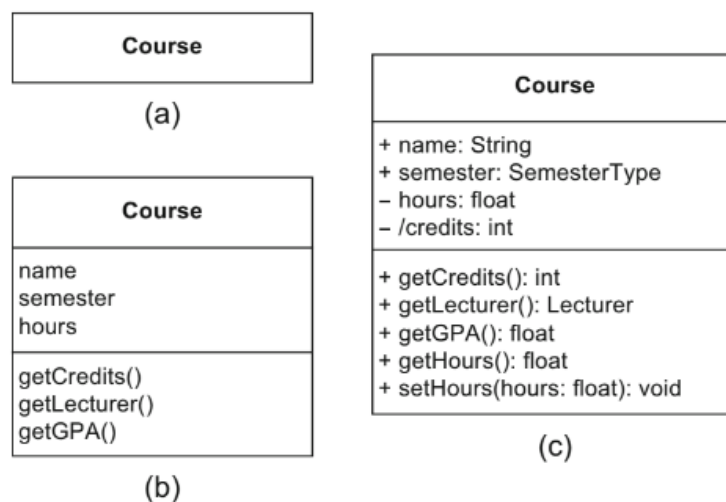 Course
(a)
Course
name
semester
hours
getCredits()
getLecturer()
getGPA()
(b)
Course
+ name: String
+ semester: SemesterType
– hours: float
– /credits: int
+ getCredits(): int
+ getLecturer(): Lecturer
+ getGPA(): float
+ getHours(): float
+ setHours(hours: float): void
(c)